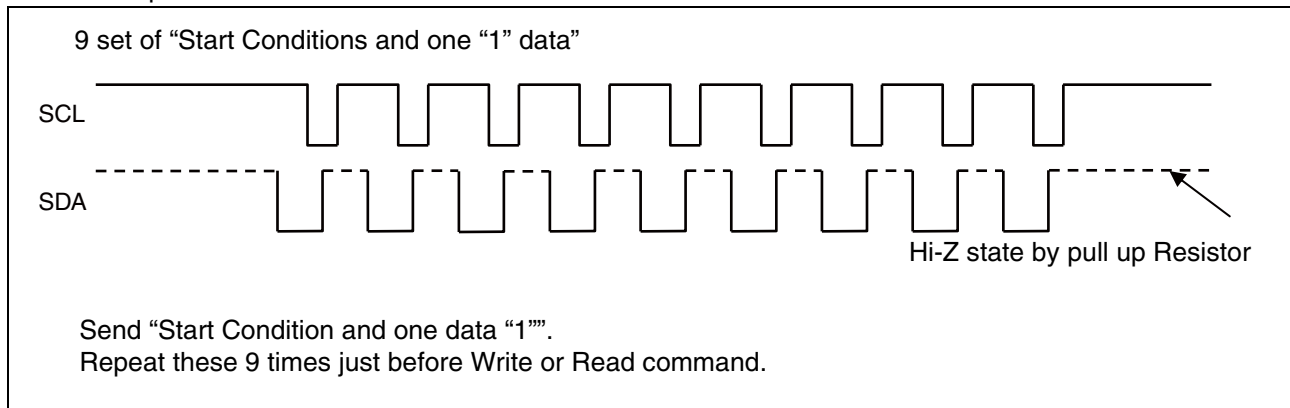 9 set of “Start Conditions and one “1” data”
SCL
SDA
Hi-Z state by pull up Resistor
Send “Start Condition and one data “1””.
Repeat these 9 times just before Write or Read command.